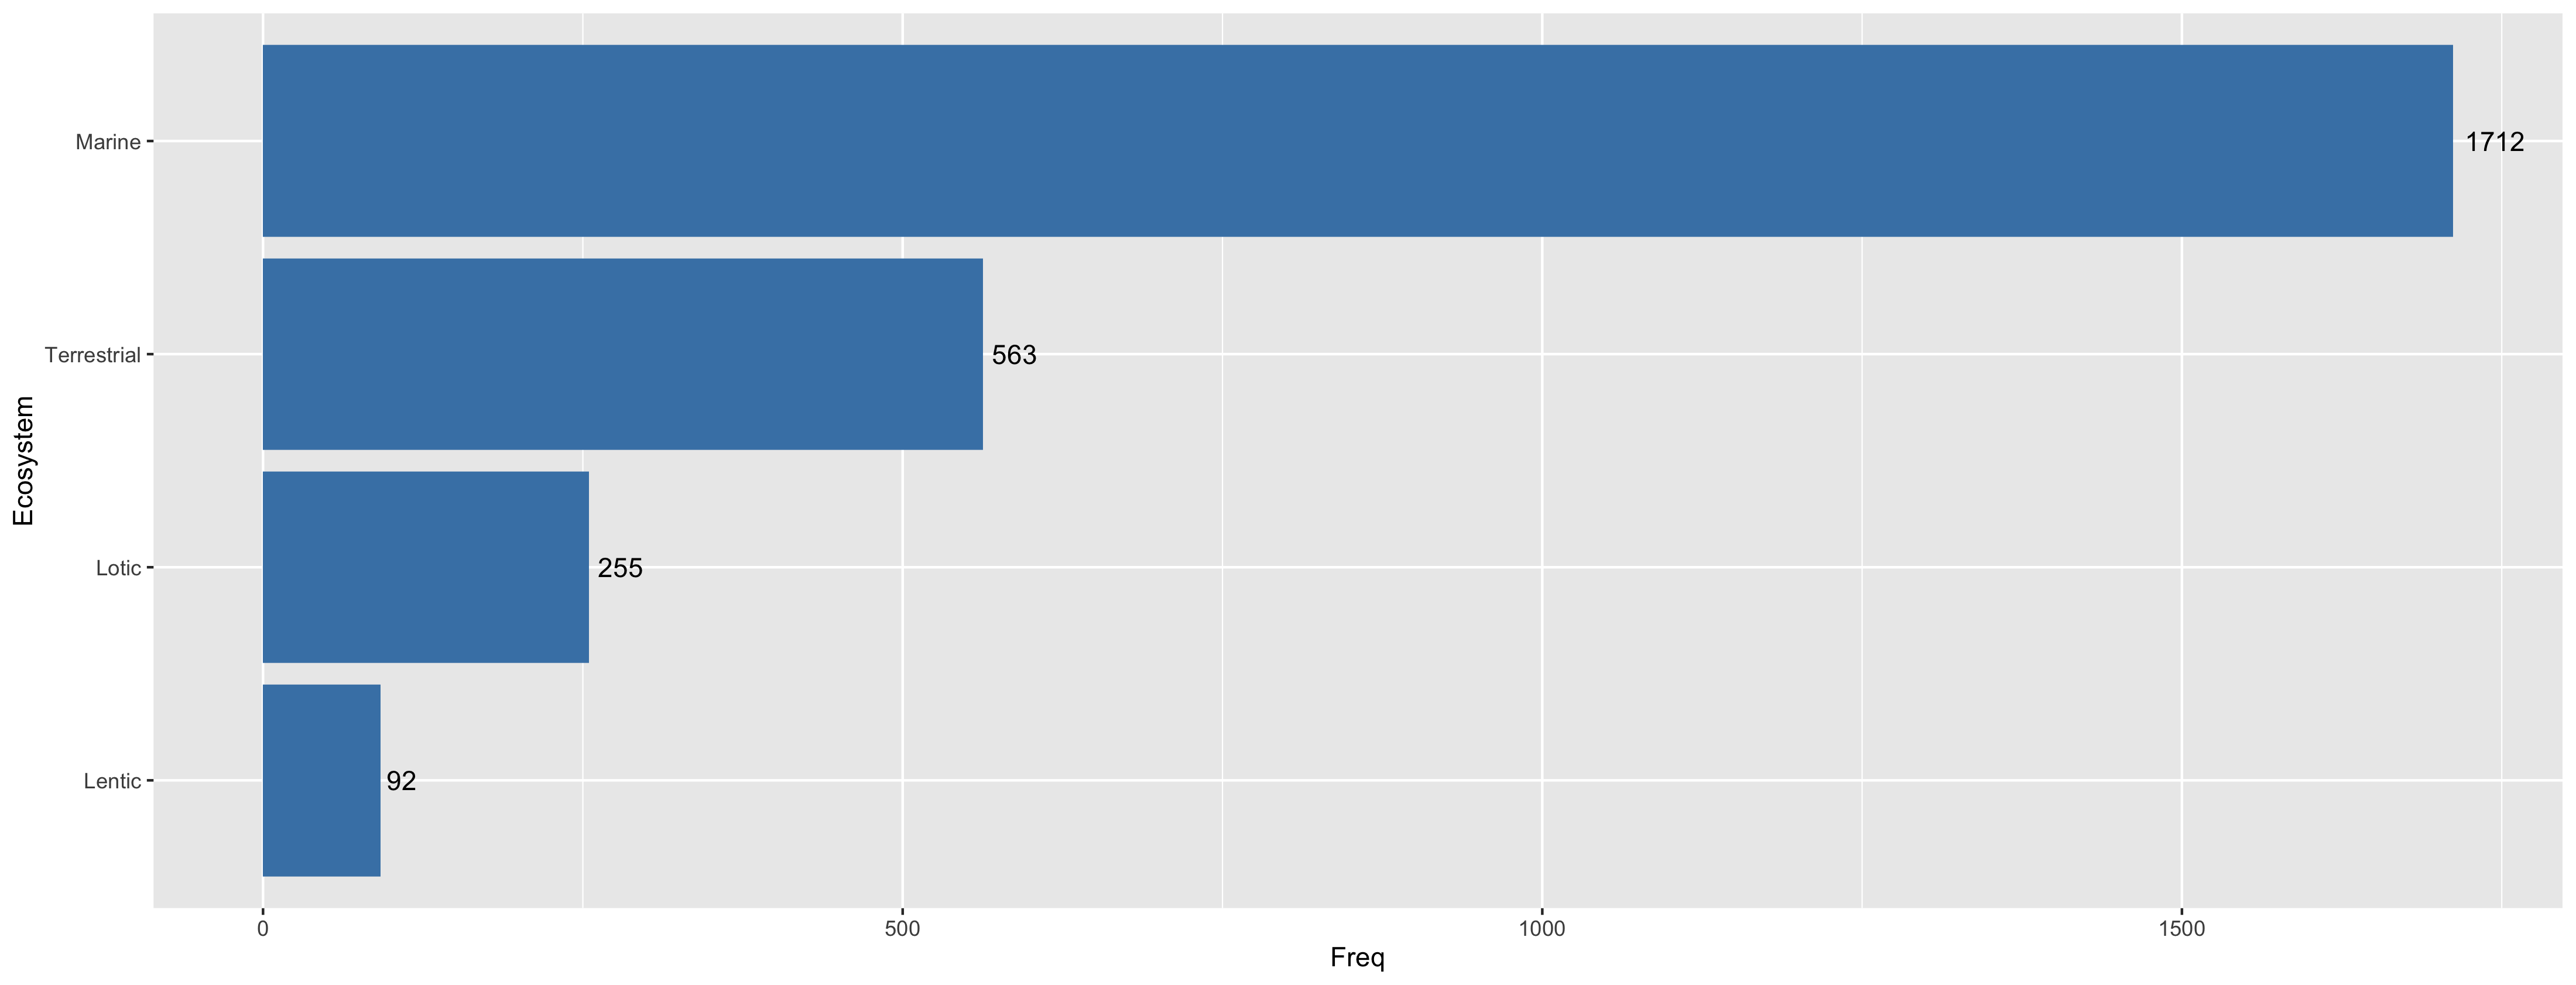 Marine
1712
Terrestrial
563
Ecosystem
Lotic
255
Lentic
92
0
500
1000
1500
Freq